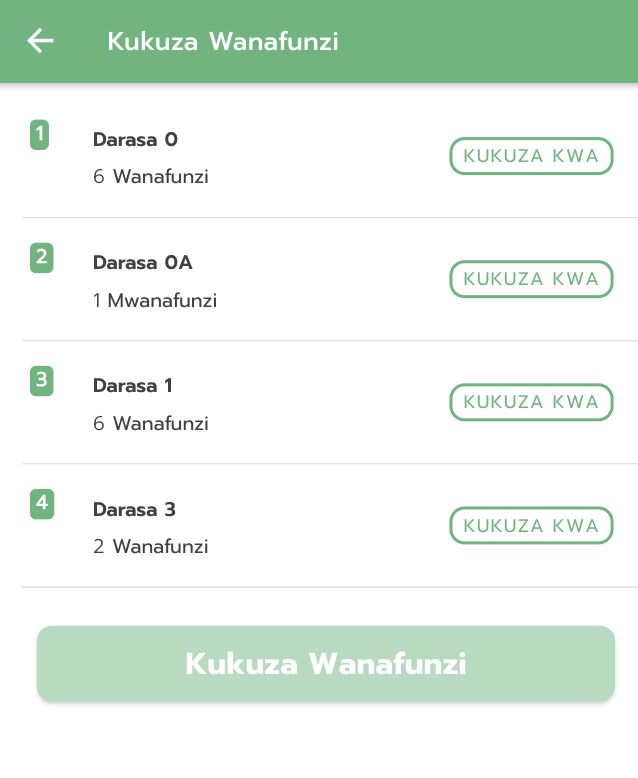 Kukuza Wanafunzi
1
Darasa 0
6 Wanafunzi
KUKUZA KWA
2
Darasa 0A
1 Mwanafunzi
KUKUZA KWA
3
Darasa 1
6 Wanafunzi
KUKUZA KWA
4
Darasa 3
2 Wanafunzi
KUKUZA KWA
Kukuza Wanafunzi